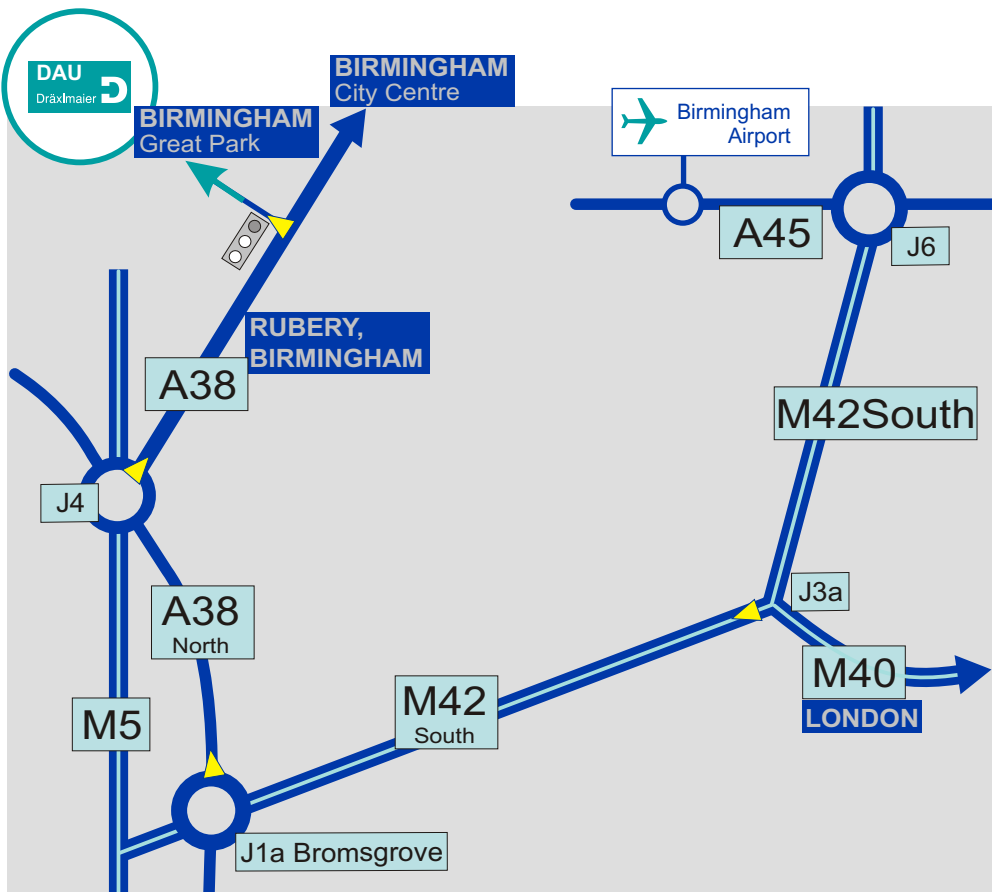 DAU
Dräxlmaier
BIRMINGHAM
City Centre
BIRMINGHAM
Great Park
Birmingham
Airport
A45
J6
RUBERY,
BIRMINGHAM
A38
M42South
J4
J3a
A38
North
M40
LONDON
M42
South
M5
J1a Bromsgrove